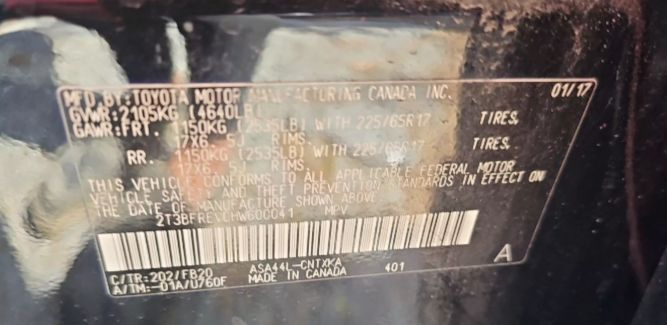 MFD.BY:TOYOTA MOTOR MANUFACTURING CANADA INC. 01/17
GVWR:2105KG (4640LB)
GAWR:FRT. 1150KG (2535LB) WITH 225/65R17 TIRES,
17X6.5J RIMS,
RR. 1150KG (2535LB) WITH 225/65R17 TIRES,
17X6.5J RIMS.
THIS VEHICLE CONFORMS TO ALL APPLICABLE FEDERAL MOTOR
VEHICLE SAFETY AND THEFT PREVENTION STANDARDS IN EFFECT ON
THE DATE OF MANUFACTURE SHOWN ABOVE.
MPV
A
C/TR:202/FB20 ASA44L-CNTXKA 401
A/TM:-01A/U760F MADE IN CANADA